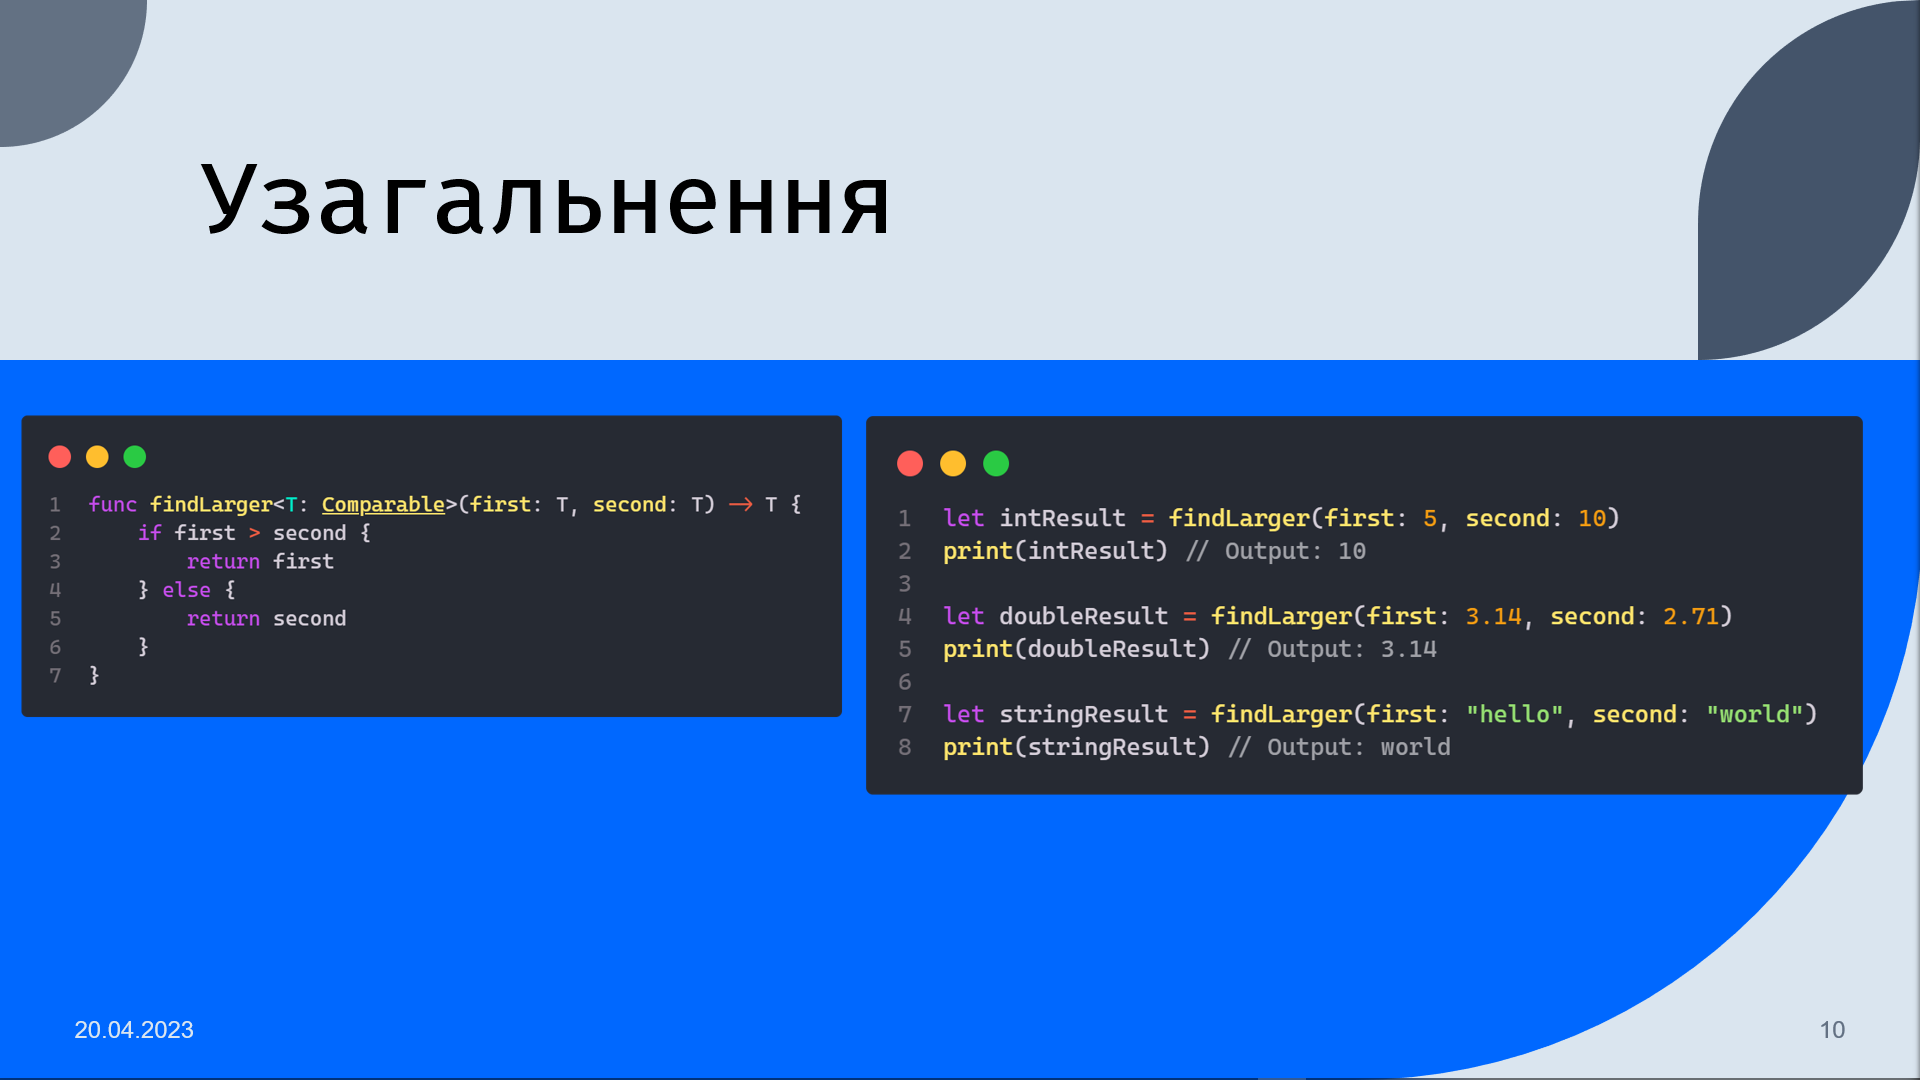 Узагальнення
1 func findLarger<T: Comparable>(first: T, second: T) -> T {
2     if first > second {
3         return first
4     } else {
5         return second
6     }
7 }
1 let intResult = findLarger(first: 5, second: 10)
2 print(intResult) // Output: 10
3
4 let doubleResult = findLarger(first: 3.14, second: 2.71)
5 print(doubleResult) // Output: 3.14
6
7 let stringResult = findLarger(first: "hello", second: "world")
8 print(stringResult) // Output: world
20.04.2023
10